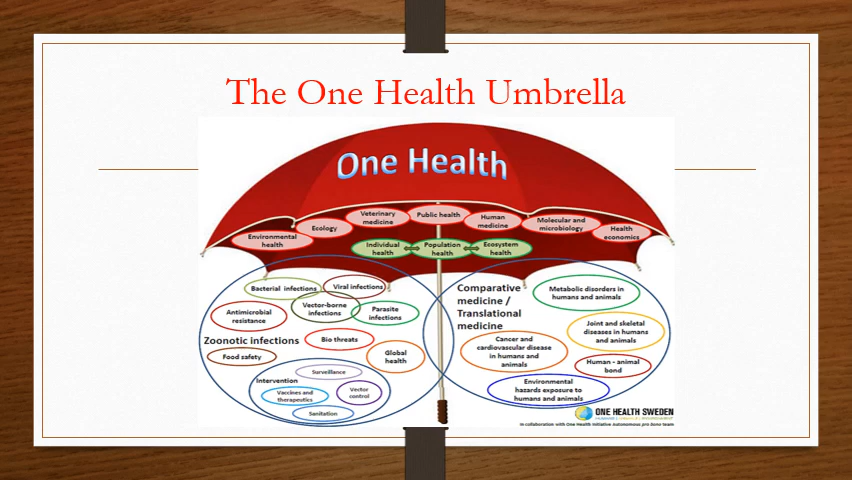 The One Health Umbrella
One Health
Environmental
health
Ecology
Veterinary
medicine
Public health
Human
medicine
Molecular and
microbiology
Health
economics
Individual
health
Population
health
Ecosystem
health
Bacterial infections
Viral infections
Vector-borne
infections
Parasite
infections
Antimicrobial
resistance
Zoonotic infections
Bio threats
Food safety
Global
health
Surveillance
Intervention
Vaccines and
therapeutics
Vector
control
Sanitation
Comparative
medicine /
Translational
medicine
Metabolic disorders in
humans and animals
Joint and skeletal
diseases in humans
and animals
Cancer and
cardiovascular disease
in humans and
animals
Human - animal
bond
Environmental
hazards exposure to
humans and animals
ONE HEALTH SWEDEN
In collaboration with One Health Initiative autonomous pro bono team